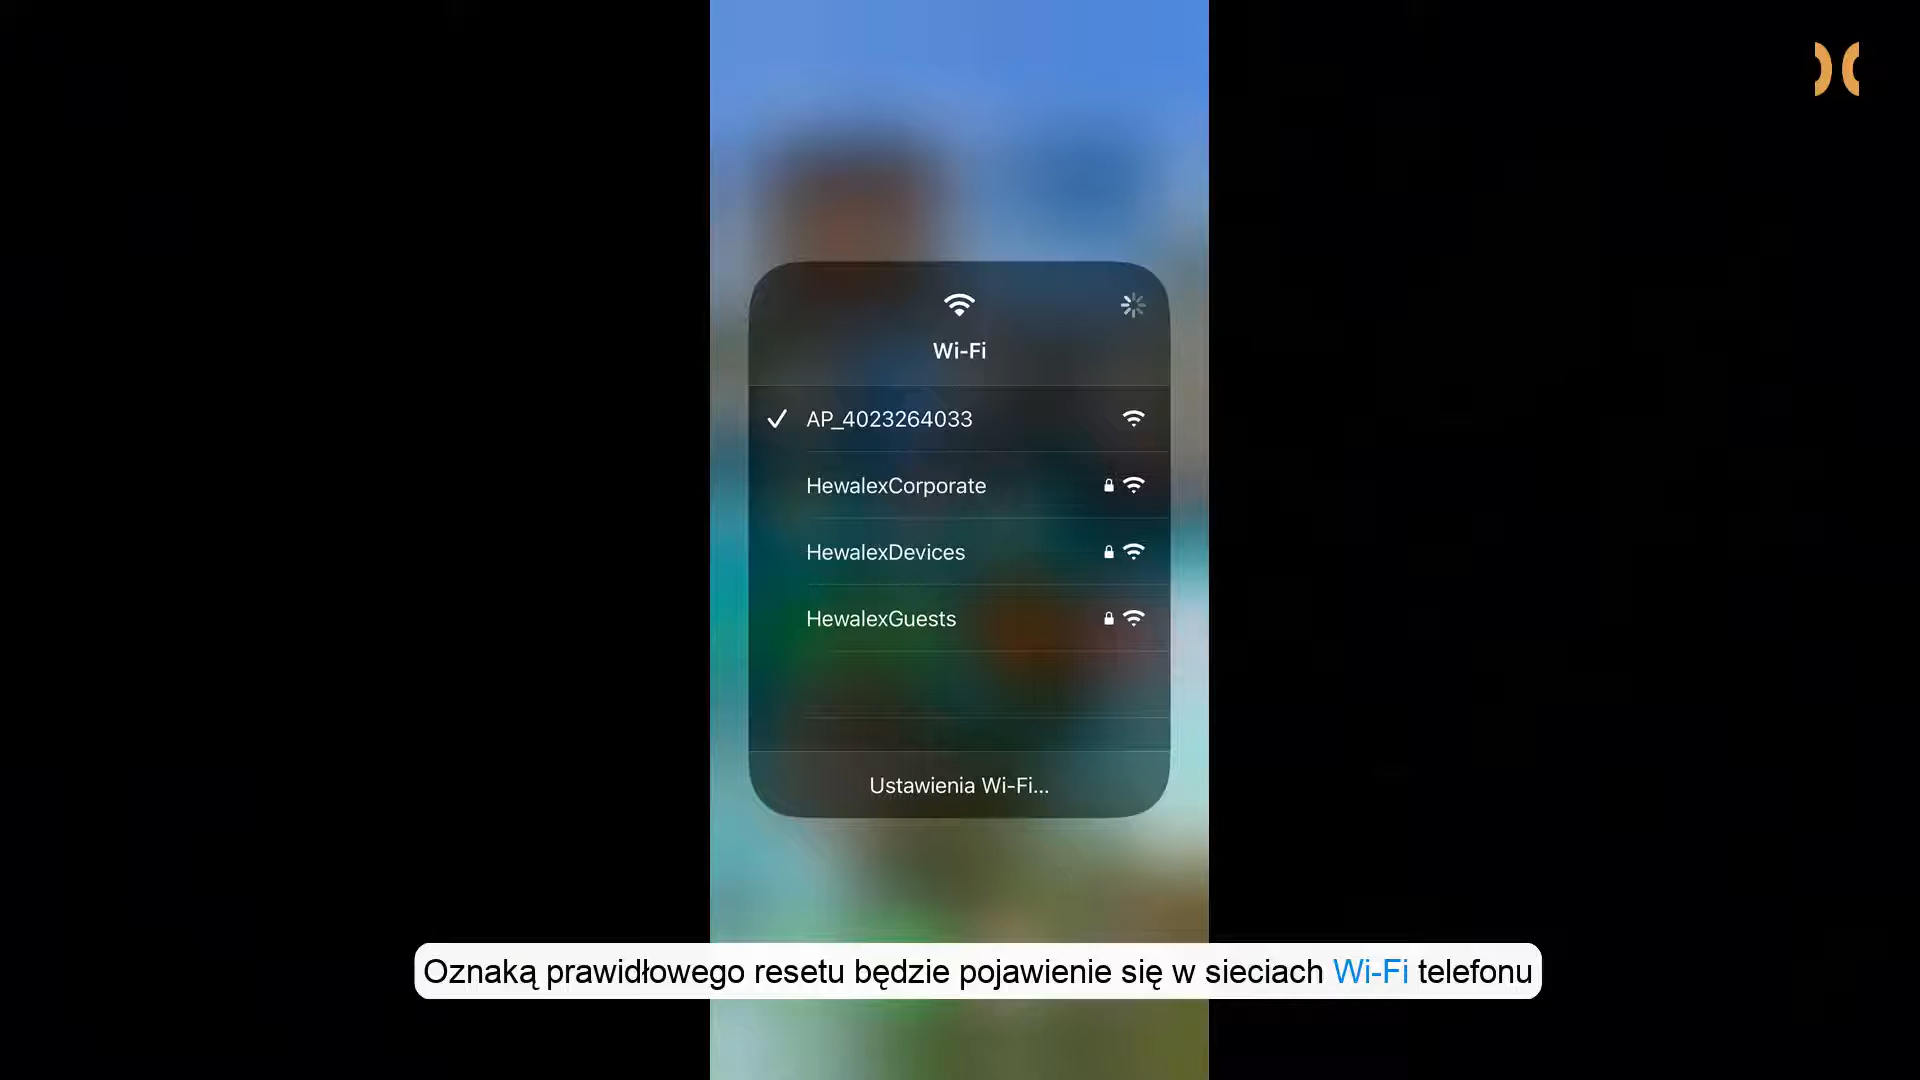 Wi-Fi
AP_4023264033
HewalexCorporate
HewalexDevices
HewalexGuests
Ustawienia Wi-Fi...
Oznaką prawidłowego resetu będzie pojawienie się w sieciach Wi-Fi telefonu